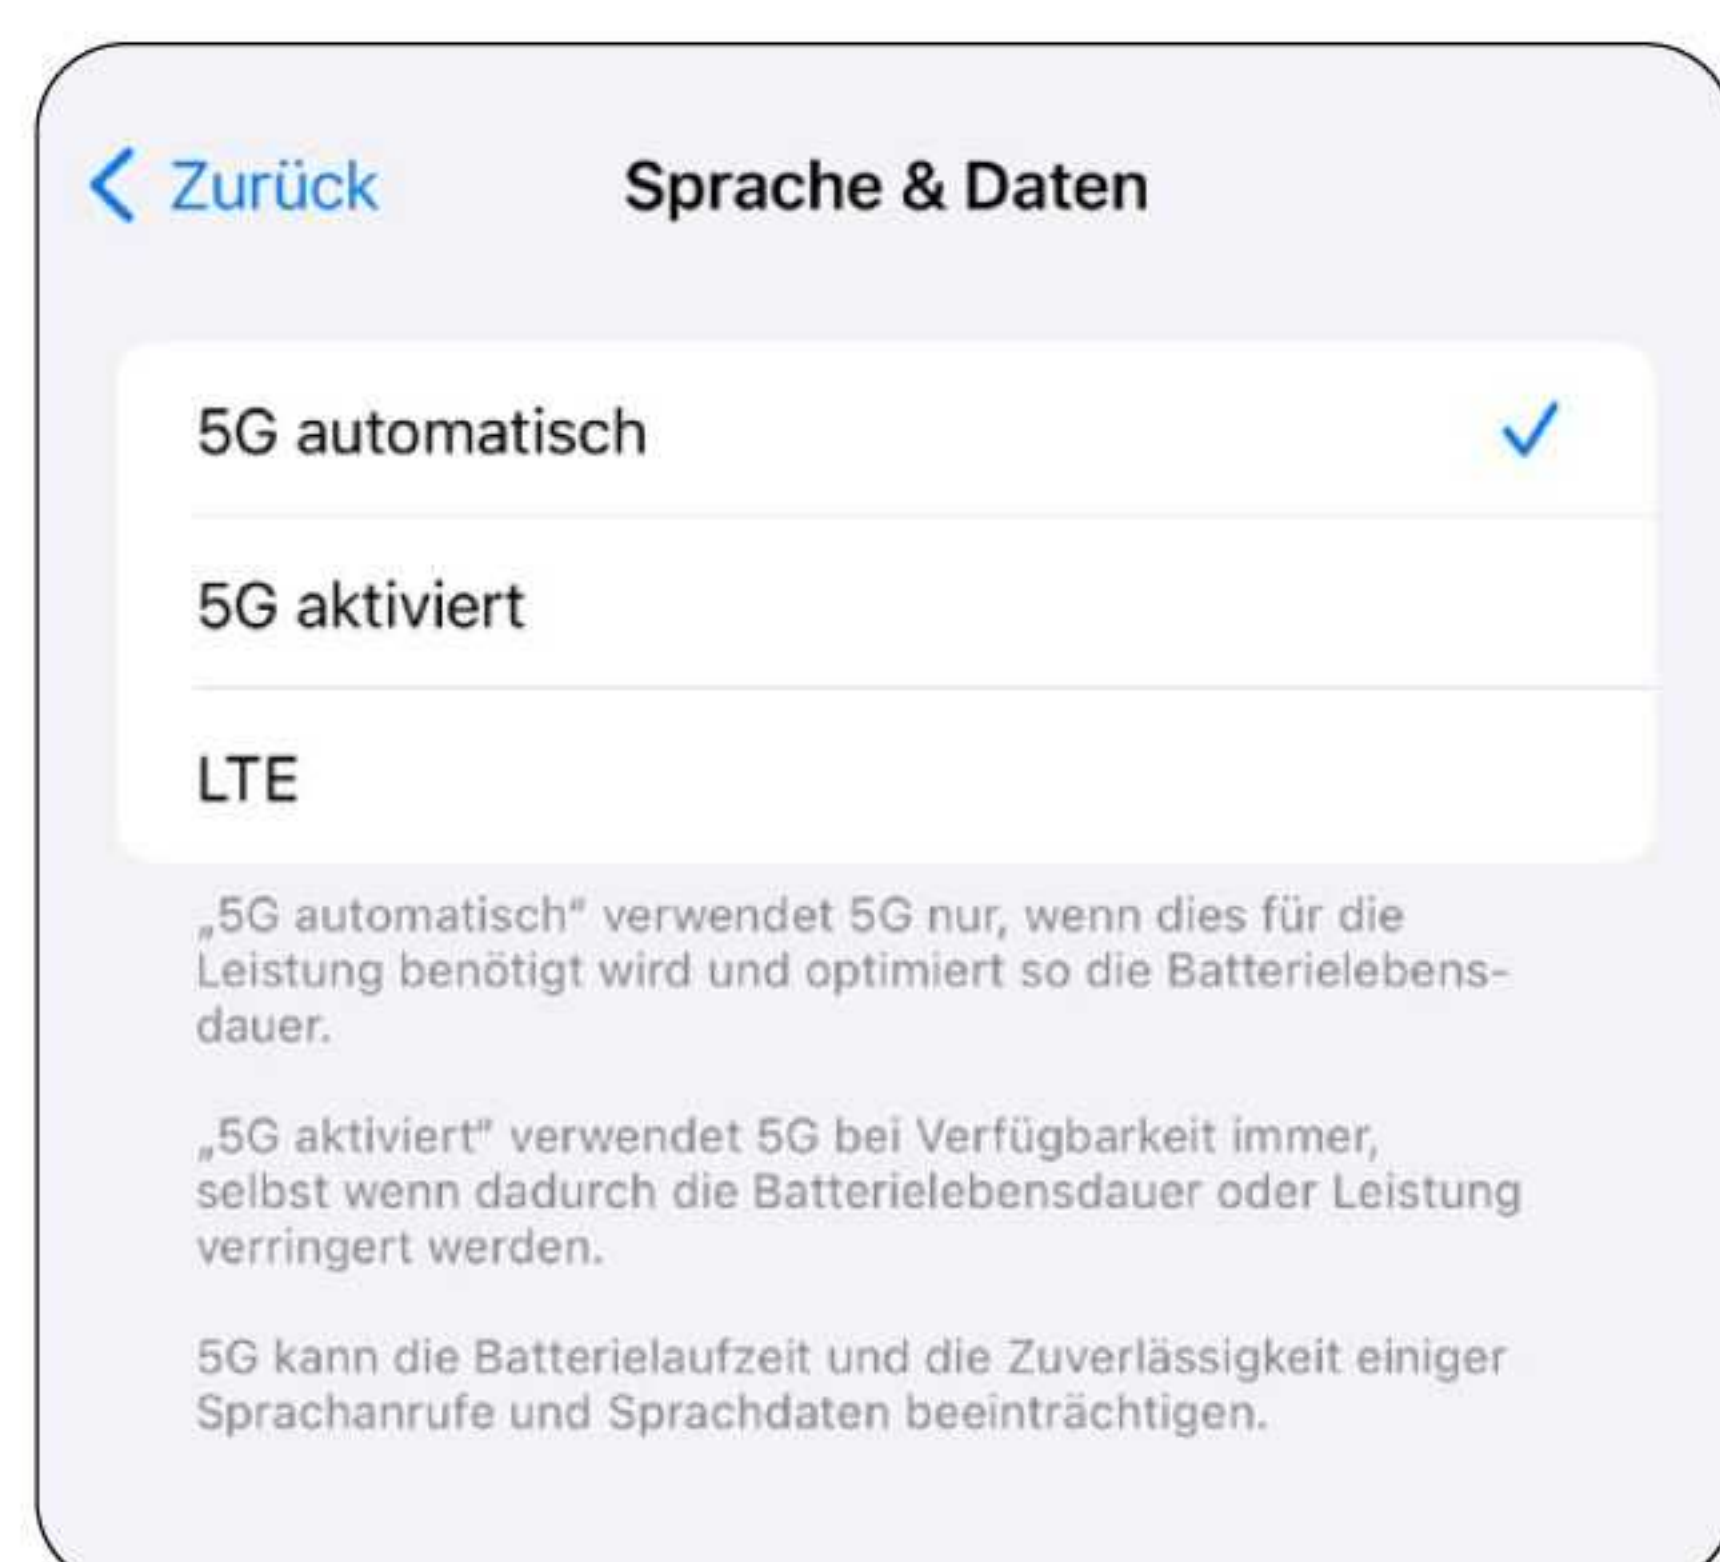 Zurück
Sprache & Daten
5G automatisch
5G aktiviert
LTE
„5G automatisch“ verwendet 5G nur, wenn dies für die
Leistung benötigt wird und optimiert so die Batterielebens-
dauer.
„5G aktiviert“ verwendet 5G bei Verfügbarkeit immer,
selbst wenn dadurch die Batterielebensdauer oder Leistung
verringert werden.
5G kann die Batterielaufzeit und die Zuverlässigkeit einiger
Sprachanrufe und Sprachdaten beeinträchtigen.